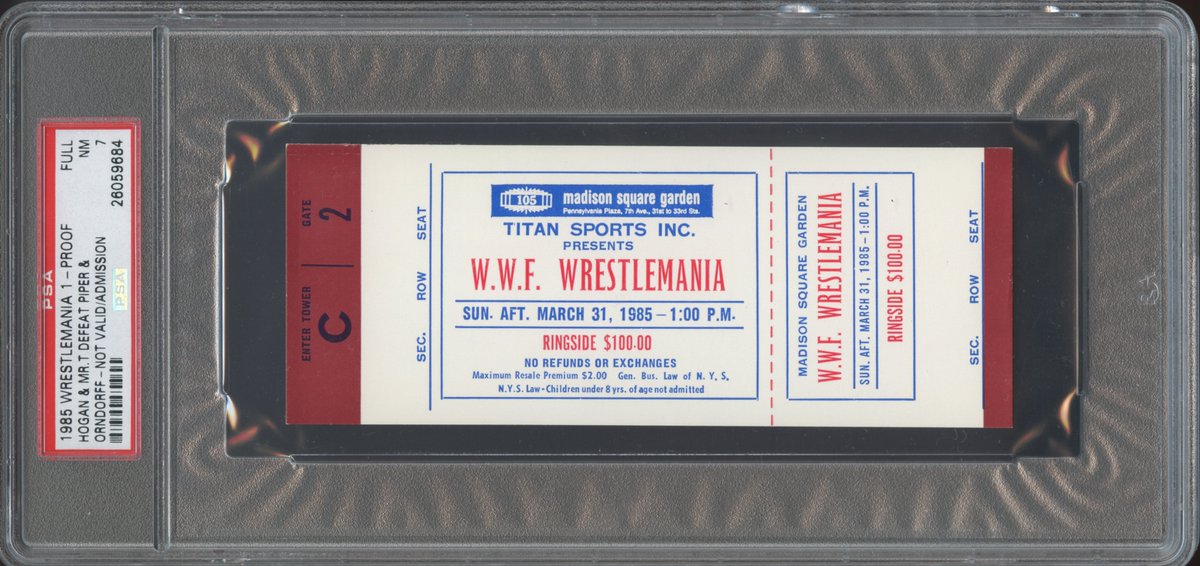 PSA
1985 WRESTLEMANIA 1 - PROOF FULL
HOGAN & MR.T DEFEAT PIPER & NM
ORNDORFF - NOT VALID/ADMISSION 7
PSA 26059684
ENTER TOWER GATE
C 2
SEC. ROW SEAT
105 madison square garden
Pennsylvania Plaza, 7th Ave., 31st to 33rd Sts.
TITAN SPORTS INC.
PRESENTS
W.W.F. WRESTLEMANIA
SUN. AFT. MARCH 31, 1985 - 1:00 P.M.
RINGSIDE $100.00
NO REFUNDS OR EXCHANGES
Maximum Resale Premium $2.00 Gen. Bus. Law of N. Y. S.
N.Y.S. Law - Children under 8 yrs. of age not admitted
MADISON SQUARE GARDEN
W.W.F. WRESTLEMANIA
SUN. AFT. MARCH 31, 1985 - 1:00 P.M.
RINGSIDE $100.00
SEC. ROW SEAT